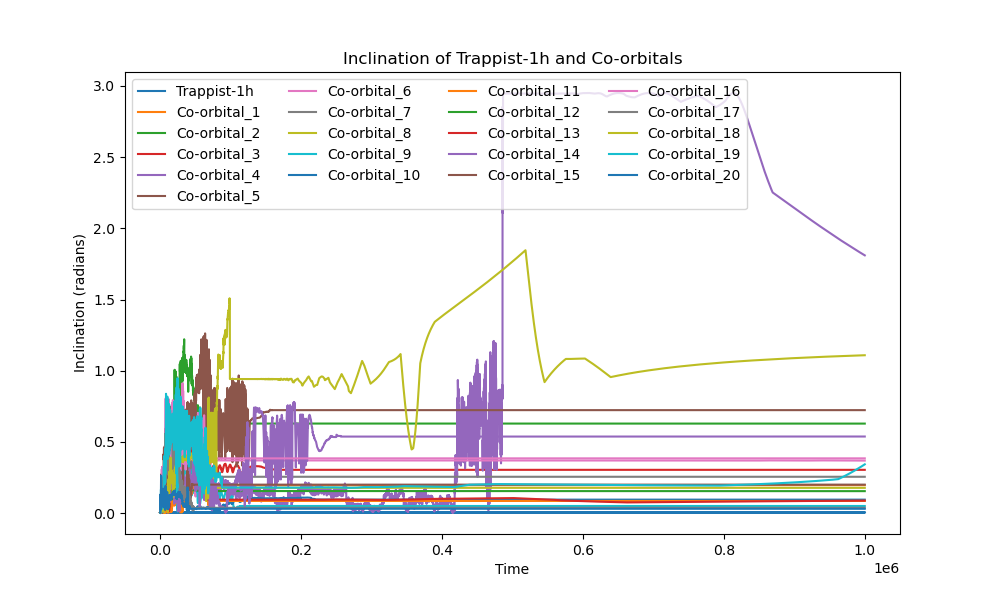 Inclination of Trappist-1h and Co-orbitals
Trappist-1h
Co-orbital_1
Co-orbital_2
Co-orbital_3
Co-orbital_4
Co-orbital_5
Co-orbital_6
Co-orbital_7
Co-orbital_8
Co-orbital_9
Co-orbital_10
Co-orbital_11
Co-orbital_12
Co-orbital_13
Co-orbital_14
Co-orbital_15
Co-orbital_16
Co-orbital_17
Co-orbital_18
Co-orbital_19
Co-orbital_20
Inclination (radians)
3.0
2.5
2.0
1.5
1.0
0.5
0.0
0.0 0.2 0.4 0.6 0.8 1.0
1e6
Time